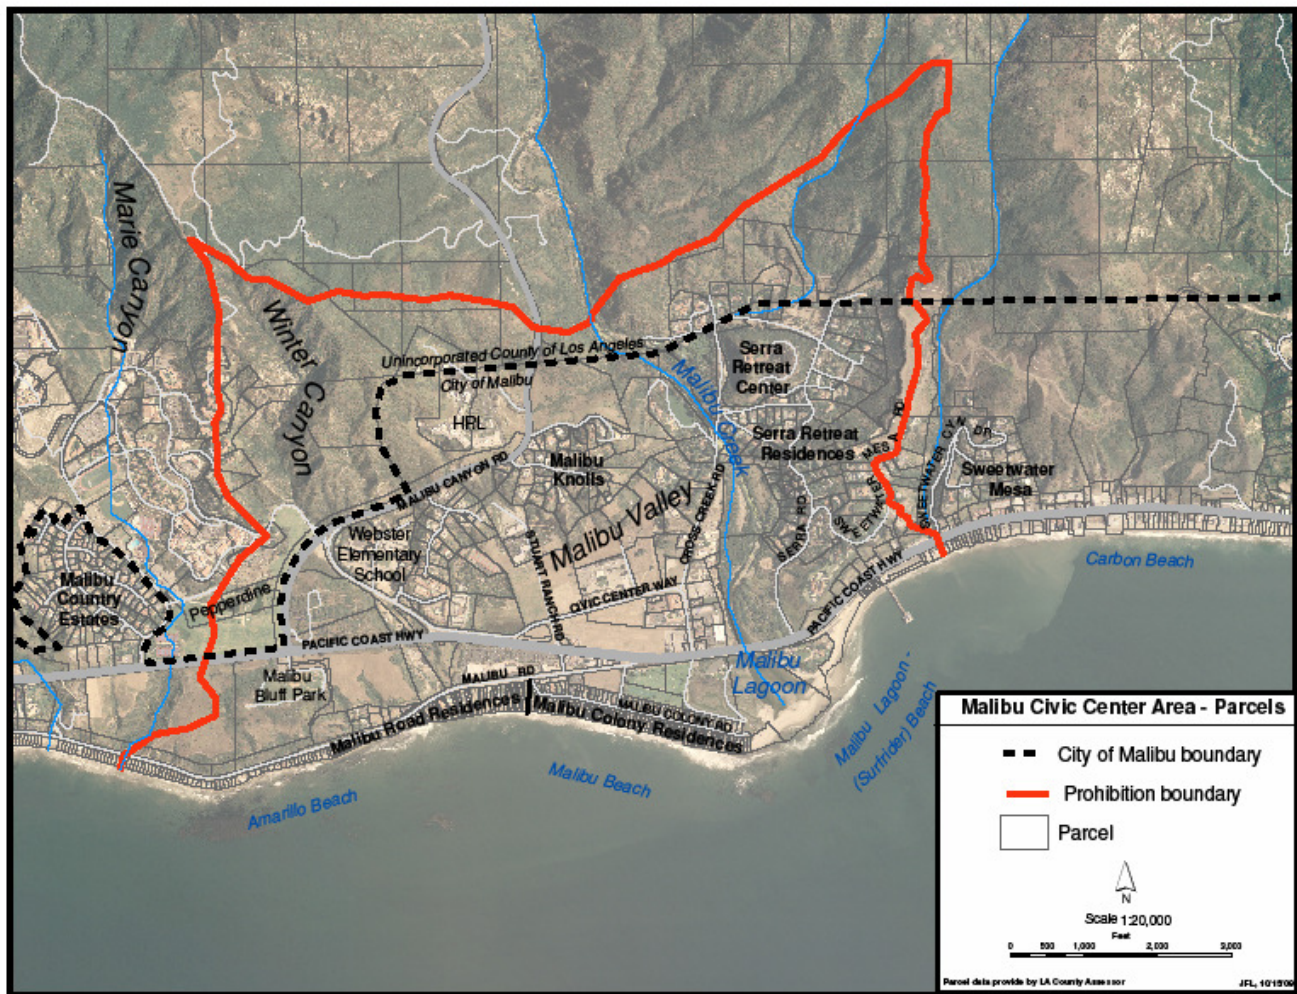 Marie Canyon
Winter Canyon
Unincorporated County of Los Angeles
City of Malibu
HRL
MALIBU CANYON RD
Malibu
Knolls
Malibu Creek
Serra
Retreat
Center
Serra Retreat
Residences
SWEETWATER MESA RD
SWEETWATER CYN DR
Sweetwater
Mesa
Malibu Valley
CROSS CREEK RD
SERRA RD
Webster
Elementary
School
STUART RANCH RD
CIVIC CENTER WAY
Malibu
Country
Estates
Pepperdine
PACIFIC COAST HWY
PACIFIC COAST HWY
Carbon Beach
Malibu
Bluff Park
MALIBU RD
Malibu
Lagoon
Malibu Road Residences
Malibu Colony Residences
MALIBU COLONY RD
Amarillo Beach
Malibu Beach
Malibu Lagoon -
(Surfrider) Beach
Malibu Civic Center Area - Parcels
City of Malibu boundary
Prohibition boundary
Parcel
N
Scale 1:20,000
Feet
0 500 1,000 2,000 3,000
Parcel data provide by LA County Assessor